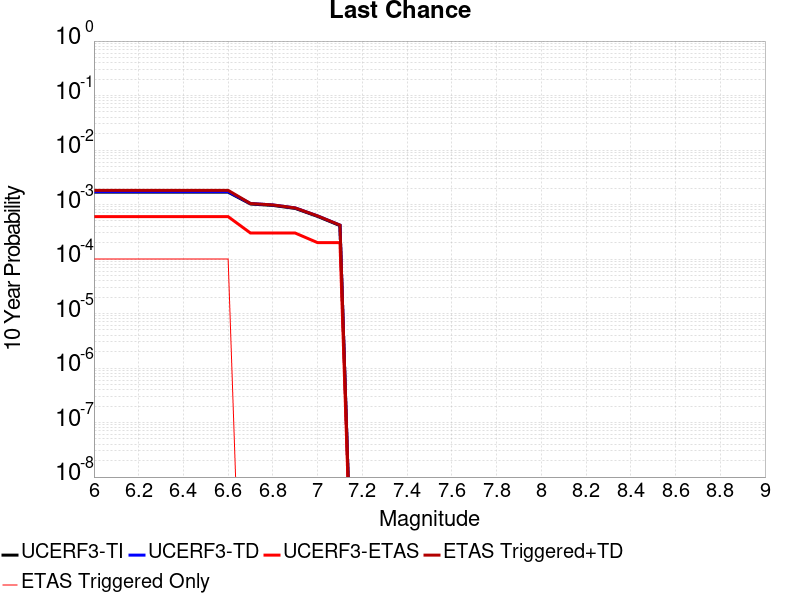 Last Chance
10 0
10 -1
10 -2
10 -3
10 -4
10 -5
10 -6
10 -7
10 -8
10 Year Probability
6 6.2 6.4 6.6 6.8 7 7.2 7.4 7.6 7.8 8 8.2 8.4 8.6 8.8 9
Magnitude
UCERF3-TI UCERF3-TD UCERF3-ETAS ETAS Triggered+TD
ETAS Triggered Only